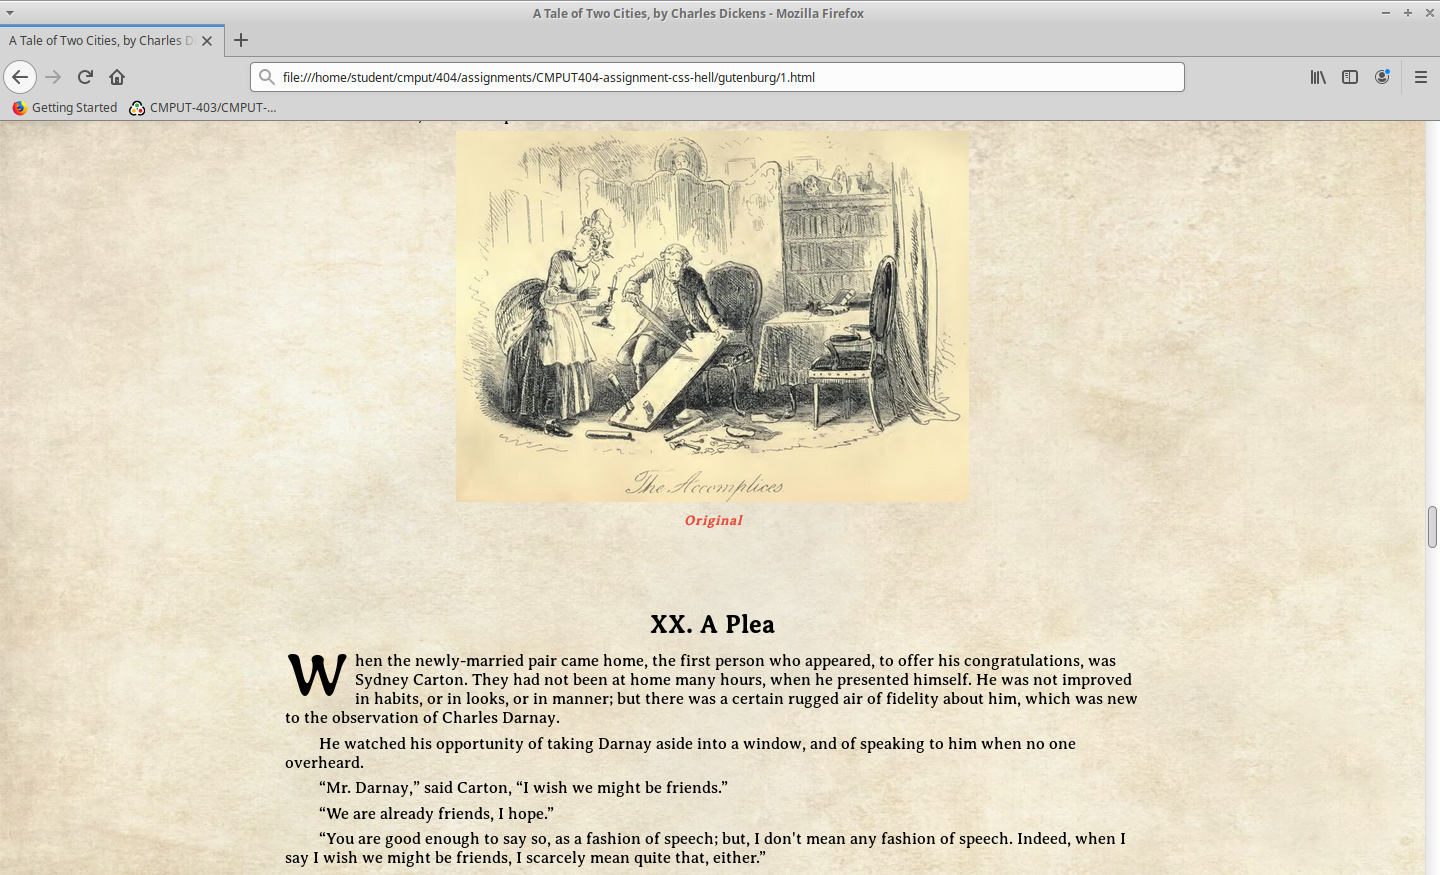 A Tale of Two Cities, by Charles Dickens - Mozilla Firefox
A Tale of Two Cities, by Charles D
file:///home/student/cmput/404/assignments/CMPUT404-assignment-css-hell/gutenburg/1.html
Getting Started
CMPUT-403/CMPUT-...
The Accomplices
Original
XX. A Plea
When the newly-married pair came home, the first person who appeared, to offer his congratulations, was
Sydney Carton. They had not been at home many hours, when he presented himself. He was not improved
in habits, or in looks, or in manner; but there was a certain rugged air of fidelity about him, which was new
to the observation of Charles Darnay.
He watched his opportunity of taking Darnay aside into a window, and of speaking to him when no one
overheard.
“Mr. Darnay,” said Carton, “I wish we might be friends.”
“We are already friends, I hope.”
“You are good enough to say so, as a fashion of speech; but, I don't mean any fashion of speech. Indeed, when I
say I wish we might be friends, I scarcely mean quite that, either.”